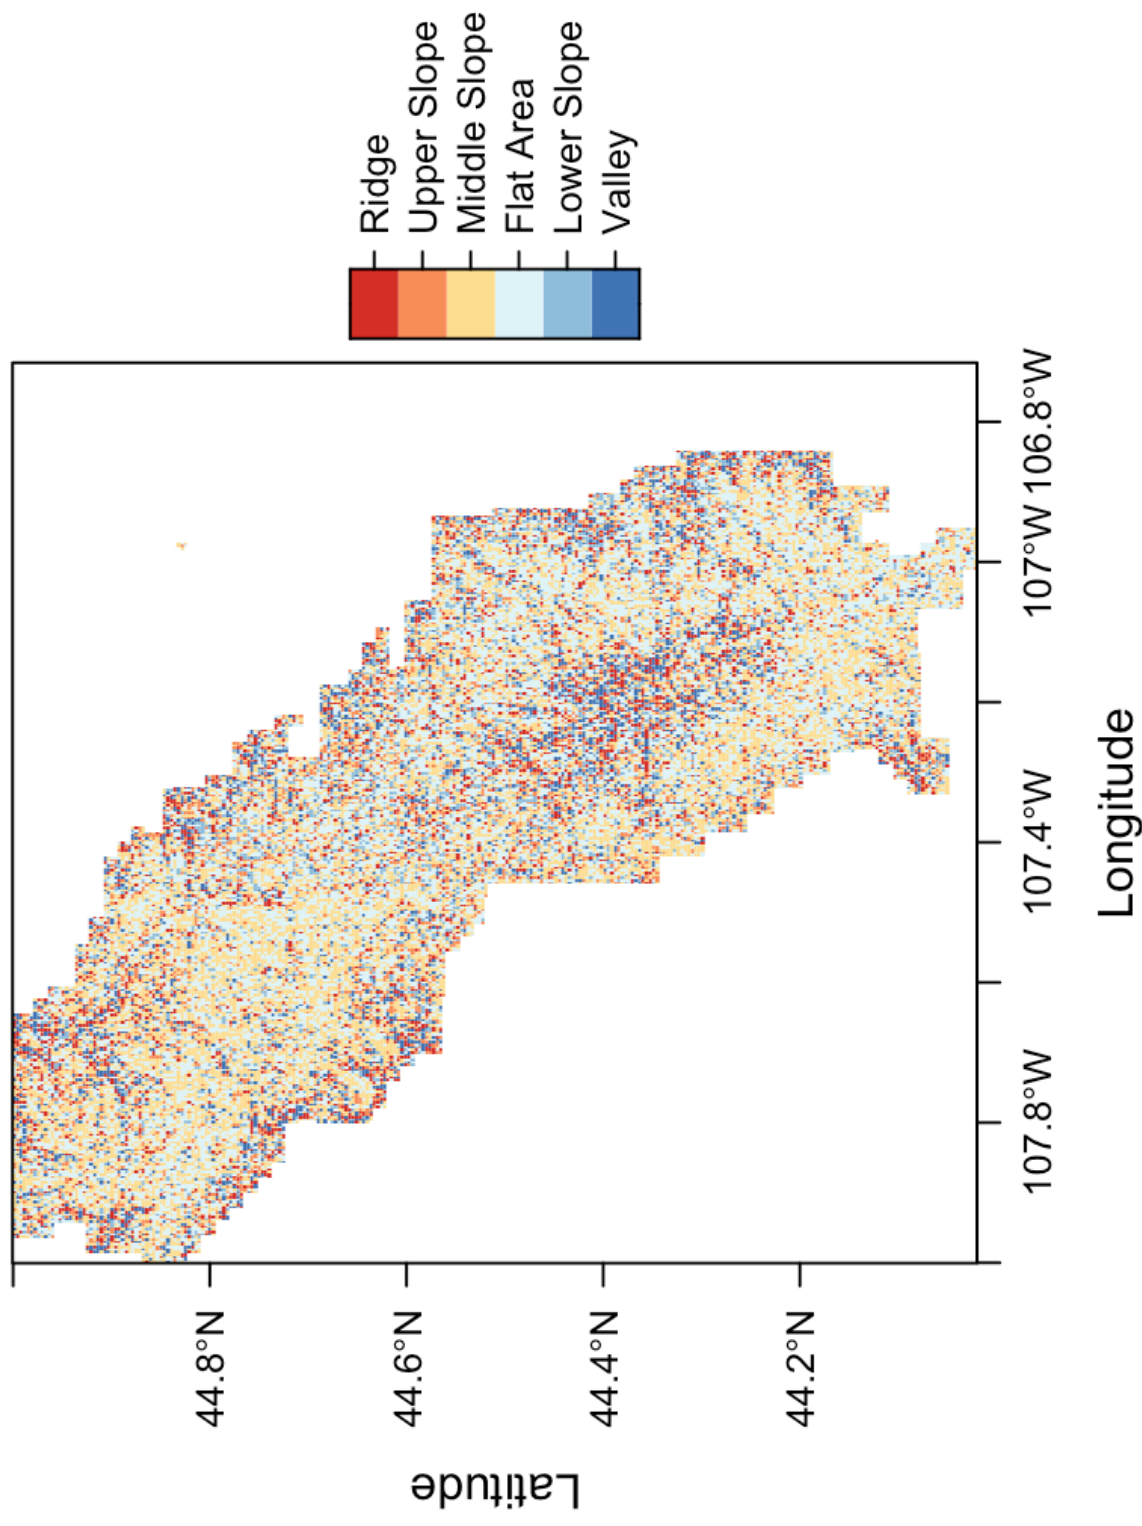 Ridge
Upper Slope
Middle Slope
Flat Area
Lower Slope
Valley
Latitude
44.8°N
44.6°N
44.4°N
44.2°N
107.8°W
107.4°W
107°W
106.8°W
Longitude